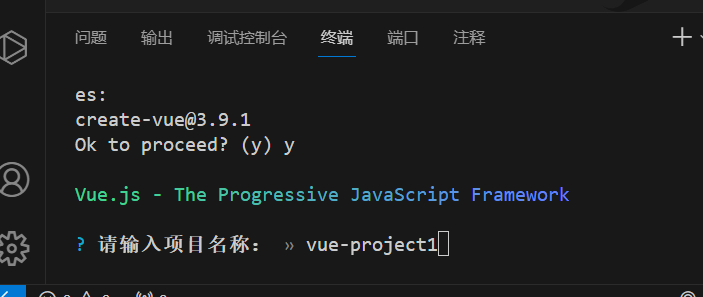 问题 输出 调试控制台 终端 端口 注释
es:
create-vue@3.9.1
Ok to proceed? (y) y
Vue.js - The Progressive JavaScript Framework
? 请输入项目名称： » vue-project1